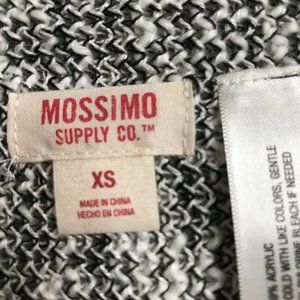 MOSSIMO
SUPPLY CO.™
XS
MADE IN CHINA
HECHO EN CHINA
% ACRYLIC
OLD WITH LIKE COLORS, GENTLE
BLEACH IF NEEDED